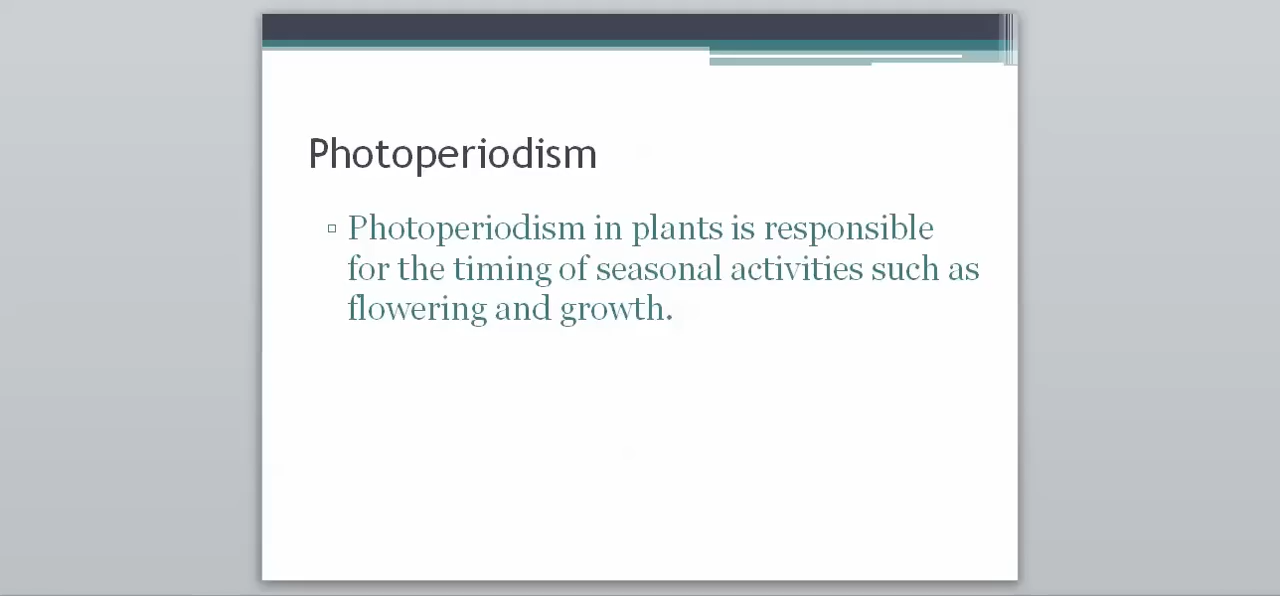 Photoperiodism
Photoperiodism in plants is responsible
for the timing of seasonal activities such as
flowering and growth.